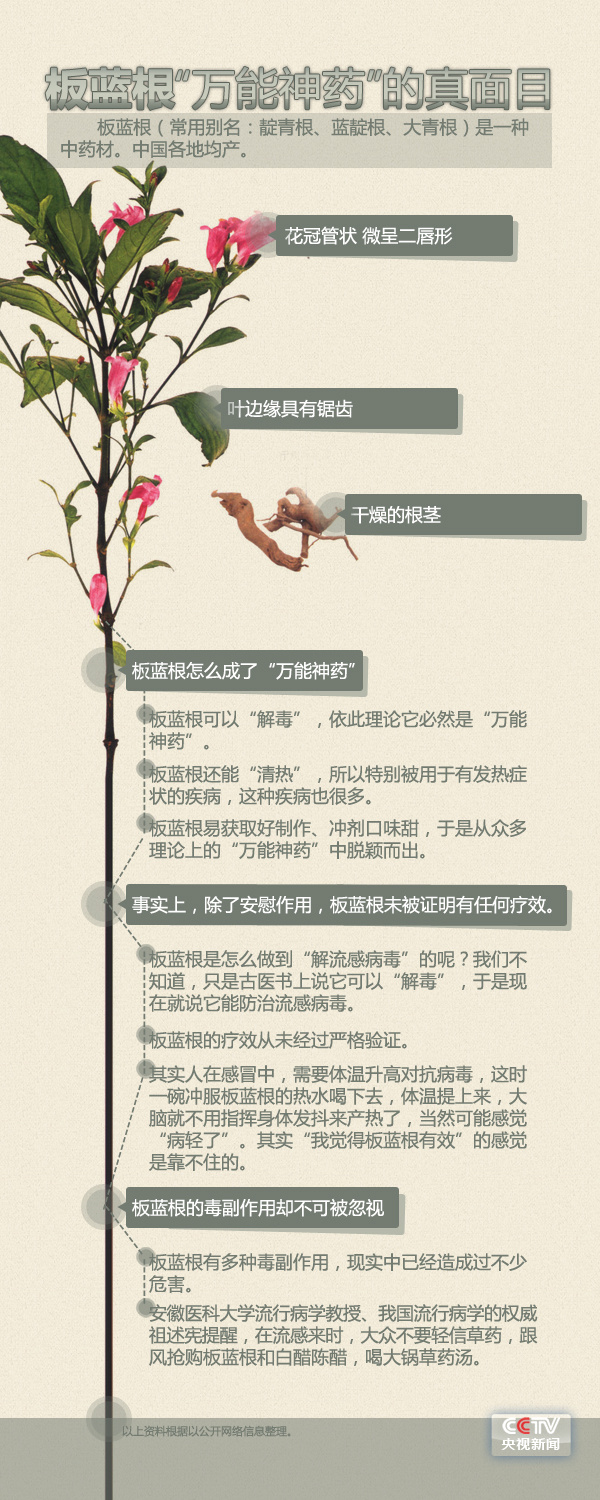 板蓝根“万能神药”的真面目
板蓝根（常用别名：靛青根、蓝靛根、大青根）是一种
中药材。中国各地均产。
花冠管状 微呈二唇形
叶边缘具有锯齿
干燥的根茎
板蓝根怎么成了“万能神药”
板蓝根可以“解毒”，依此理论它必然是“万能
神药”。
板蓝根还能“清热”，所以特别被用于有发热症
状的疾病，这种疾病也很多。
板蓝根易获取好制作、冲剂口味甜，于是从众多
理论上的“万能神药”中脱颖而出。
事实上，除了安慰作用，板蓝根未被证明有任何疗效。
板蓝根是怎么做到“解流感病毒”的呢？我们不
知道，只是古医书上说它可以“解毒”，于是现
在就说它能防治流感病毒。
板蓝根的疗效从未经过严格验证。
其实人在感冒中，需要体温升高对抗病毒，这时
一碗冲服板蓝根的热水喝下去，体温提上来，大
脑就不用指挥身体发抖来产热了，当然可能感觉
“病轻了”。其实“我觉得板蓝根有效”的感觉
是靠不住的。
板蓝根的毒副作用却不可被忽视
板蓝根有多种毒副作用，现实中已经造成过不少
危害。
安徽医科大学流行病学教授、我国流行病学的权威
祖述宪提醒，在流感来时，大众不要轻信草药，跟
风抢购板蓝根和白醋陈醋，喝大锅草药汤。
以上资料根据以公开网络信息整理。
CCTV
央视新闻